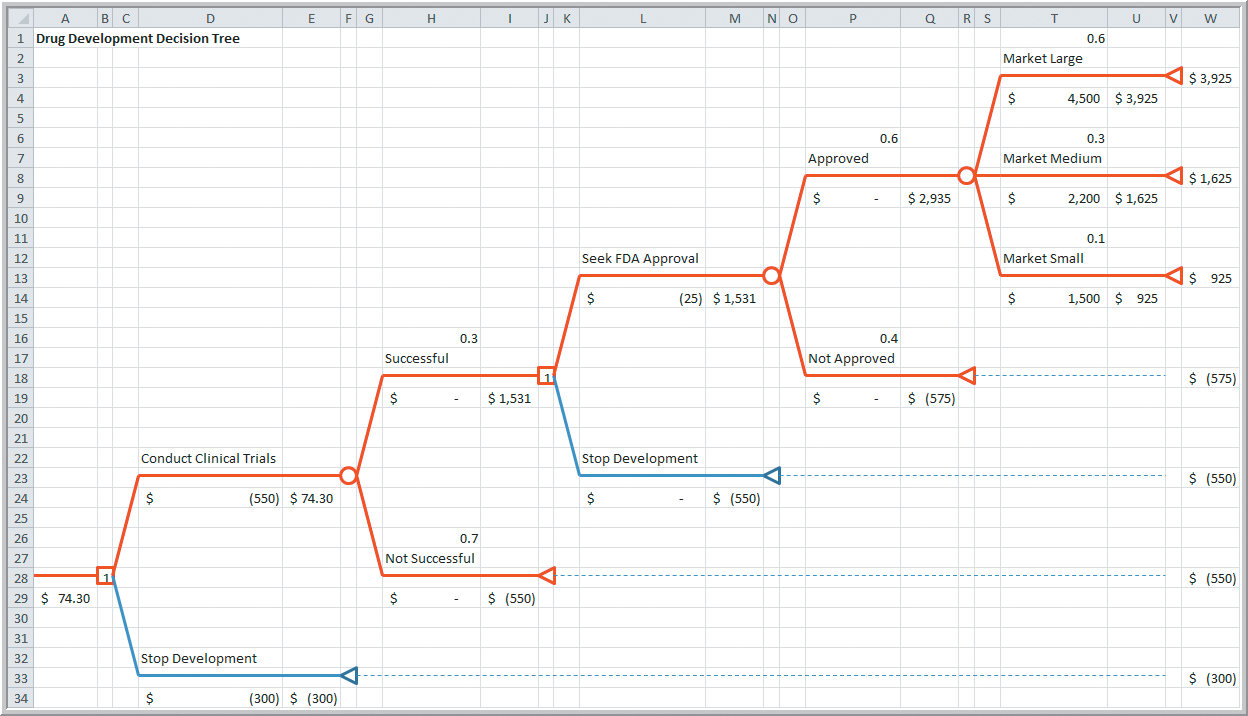 A B C D E F G H I J K L M N O P Q R S T U V W
1 Drug Development Decision Tree 0.6
2 Market Large
3 $ 3,925
4 $ 4,500 $ 3,925
5
6 0.6 0.3
7 Approved Market Medium
8 $ 1,625
9 $ - $ 2,935 $ 2,200 $ 1,625
10
11 0.1
12 Seek FDA Approval Market Small
13 $ 925
14 $ (25) $ 1,531 $ 1,500 $ 925
15
16 0.3 0.4
17 Successful Not Approved
18 1 $ (575)
19 $ - $ 1,531 $ - $ (575)
20
21
22 Conduct Clinical Trials Stop Development
23 $ (550)
24 $ (550) $ 74.30 $ - $ (550)
25
26 0.7
27 Not Successful
28 1 $ (550)
29 $ 74.30 $ - $ (550)
30
31
32 Stop Development
33 $ (300)
34 $ (300) $ (300)